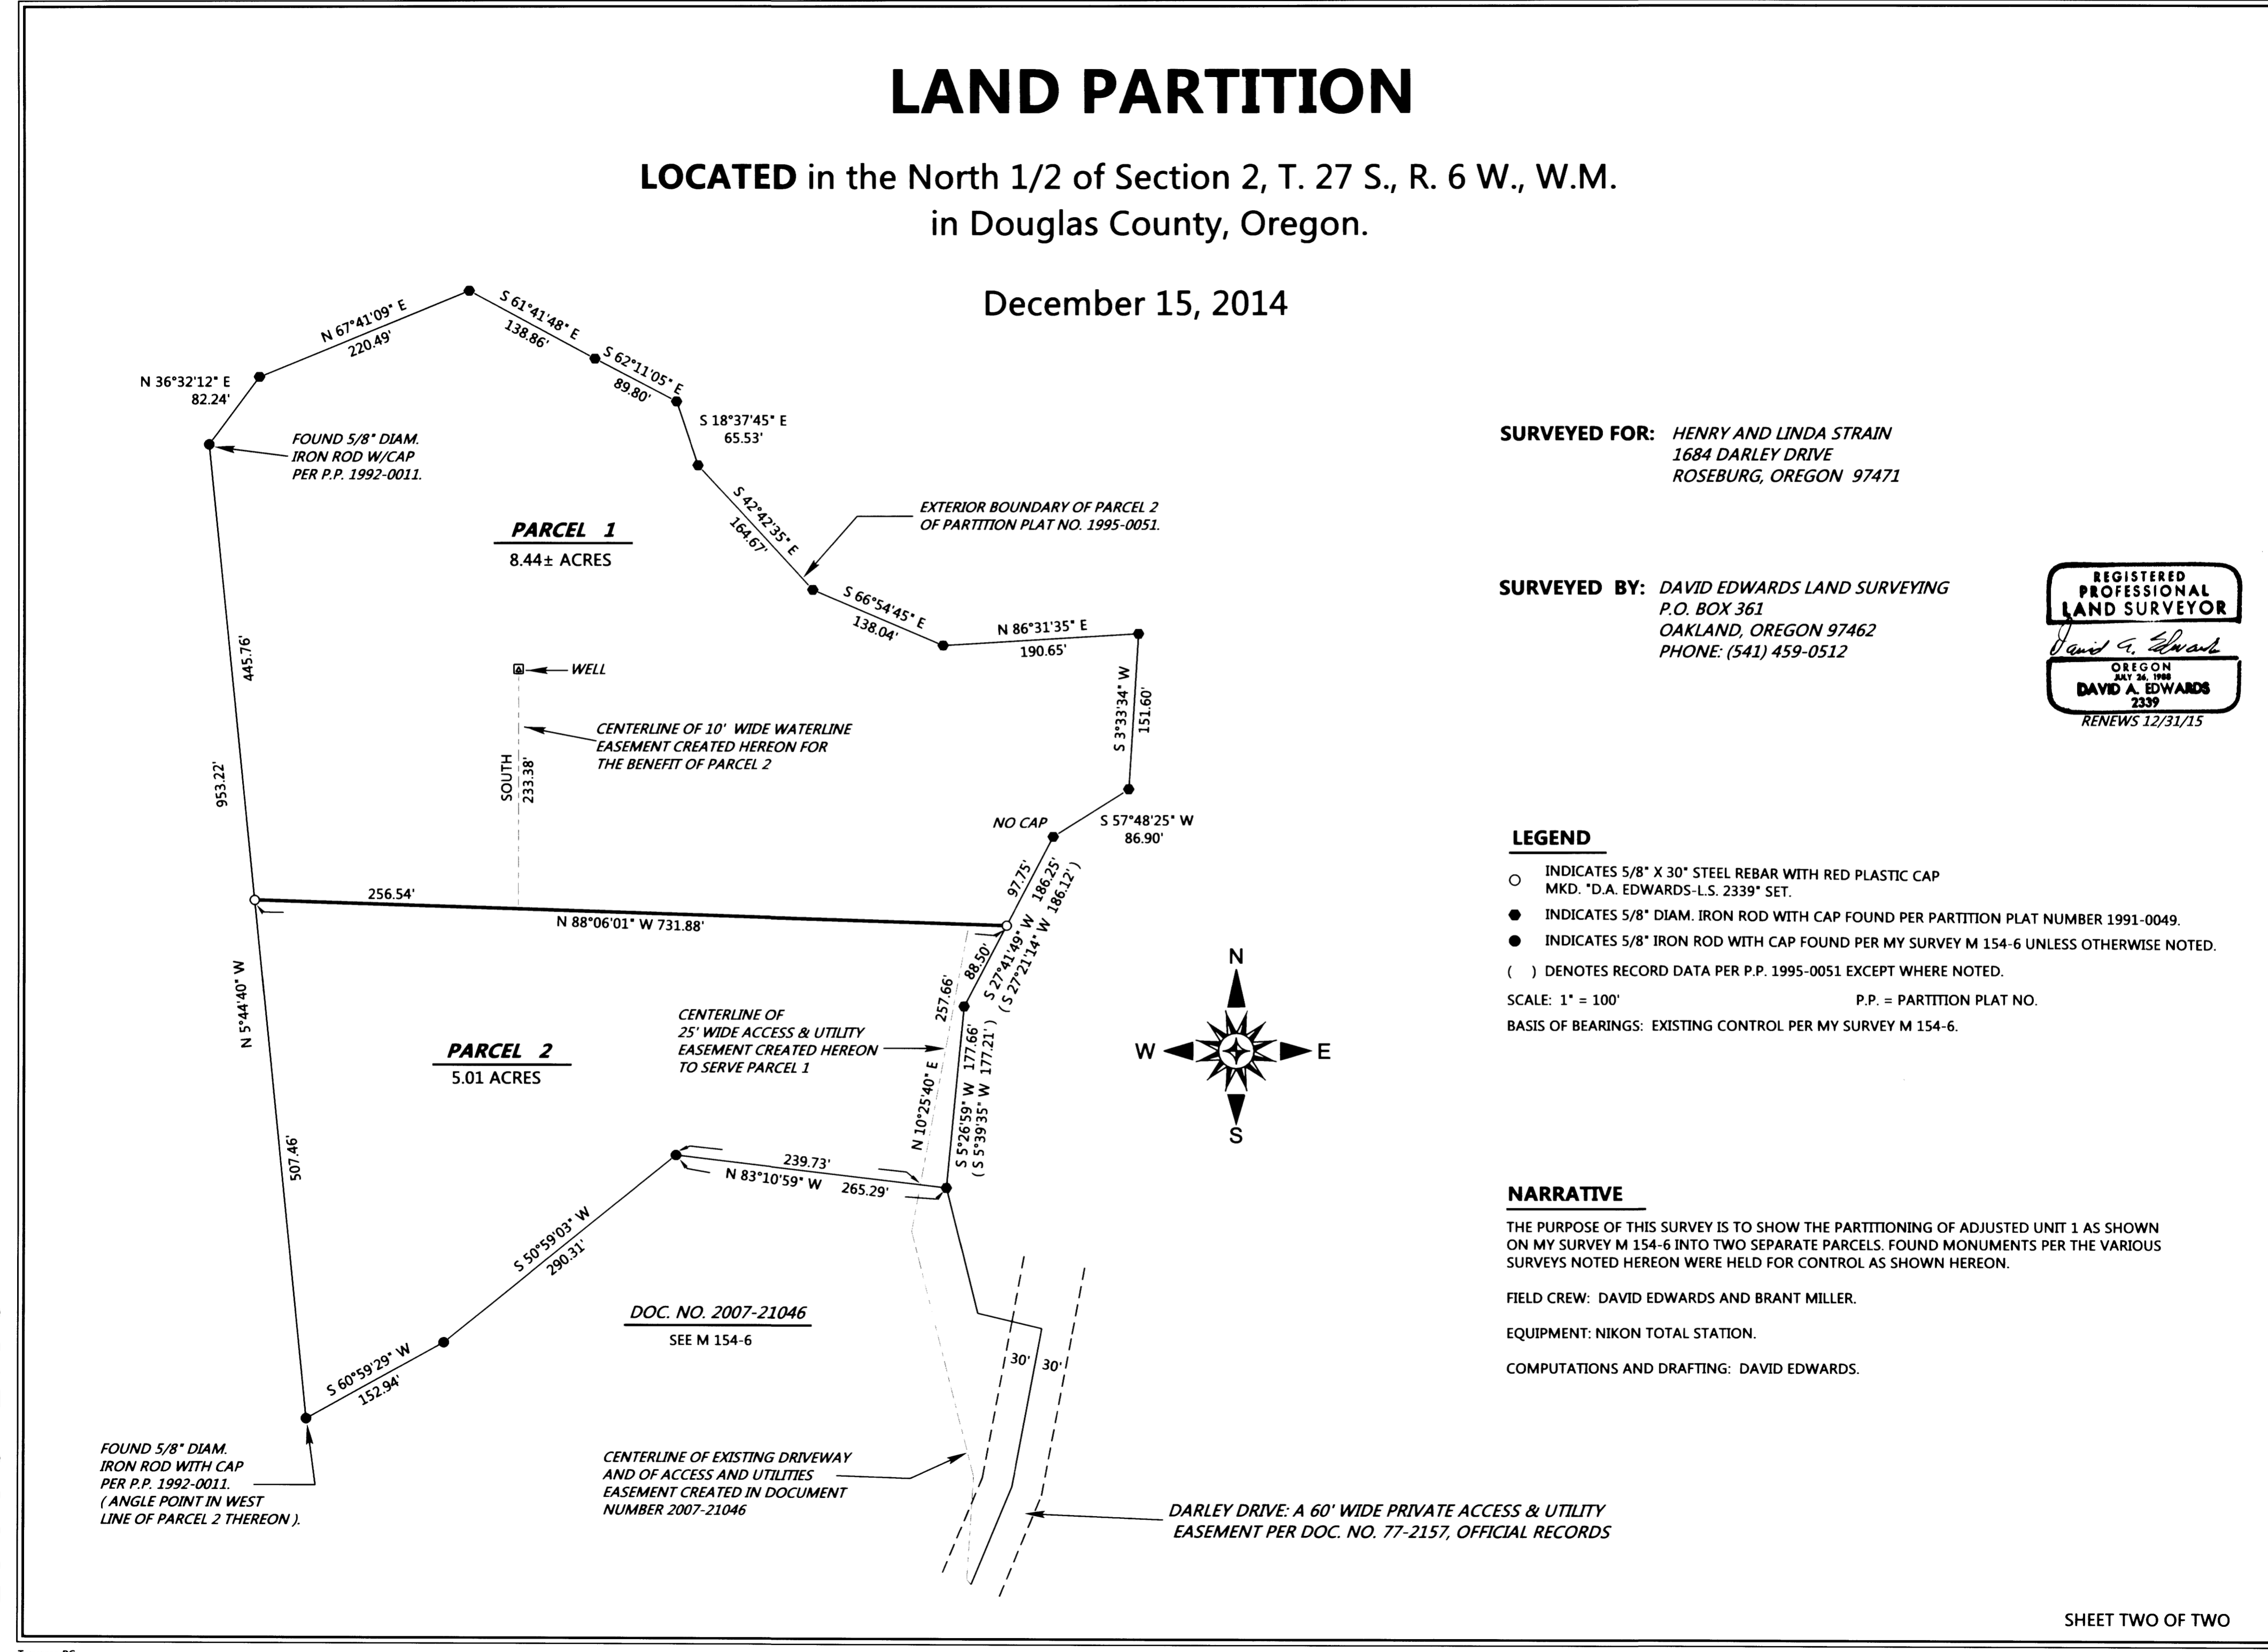 LAND PARTITION
LOCATED in the North 1/2 of Section 2, T. 27 S., R. 6 W., W.M.
in Douglas County, Oregon.
December 15, 2014
N 67°41'09" E
220.49'
S 61°41'48" E
138.86'
S 62°11'05" E
89.80'
N 36°32'12" E
82.24'
S 18°37'45" E
65.53'
FOUND 5/8" DIAM.
IRON ROD W/CAP
PER P.P. 1992-0011.
S 42°42'35" E
164.67'
EXTERIOR BOUNDARY OF PARCEL 2
OF PARTITION PLAT NO. 1995-0051.
PARCEL 1
8.44± ACRES
S 66°54'45" E
138.04'
N 86°31'35" E
190.65'
445.76'
953.22'
WELL
CENTERLINE OF 10' WIDE WATERLINE
EASEMENT CREATED HEREON FOR
THE BENEFIT OF PARCEL 2
SOUTH
233.38'
S 3°33'34" W
151.60'
NO CAP
S 57°48'25" W
86.90'
97.75'
186.25'
S 27°41'49" W
( S 27°21'14" W 186.12' )
256.54'
N 88°06'01" W 731.88'
88.50'
257.66'
N 5°44'40" W
CENTERLINE OF
25' WIDE ACCESS & UTILITY
EASEMENT CREATED HEREON
TO SERVE PARCEL 1
PARCEL 2
5.01 ACRES
N 10°25'40" E
S 5°26'59" W 177.66'
( S 5°39'35" W 177.21' )
507.46'
239.73'
N 83°10'59" W 265.29'
S 50°59'03" W
290.31'
DOC. NO. 2007-21046
SEE M 154-6
S 60°59'29" W
152.94'
30' 30'
FOUND 5/8" DIAM.
IRON ROD WITH CAP
PER P.P. 1992-0011.
( ANGLE POINT IN WEST
LINE OF PARCEL 2 THEREON ).
CENTERLINE OF EXISTING DRIVEWAY
AND OF ACCESS AND UTILITIES
EASEMENT CREATED IN DOCUMENT
NUMBER 2007-21046
DARLEY DRIVE: A 60' WIDE PRIVATE ACCESS & UTILITY
EASEMENT PER DOC. NO. 77-2157, OFFICIAL RECORDS
N
W E
S
SURVEYED FOR: HENRY AND LINDA STRAIN
1684 DARLEY DRIVE
ROSEBURG, OREGON 97471
SURVEYED BY: DAVID EDWARDS LAND SURVEYING
P.O. BOX 361
OAKLAND, OREGON 97462
PHONE: (541) 459-0512
REGISTERED
PROFESSIONAL
LAND SURVEYOR
David A. Edwards
OREGON
JULY 26, 1988
DAVID A. EDWARDS
2339
RENEWS 12/31/15
LEGEND
INDICATES 5/8" X 30" STEEL REBAR WITH RED PLASTIC CAP
MKD. "D.A. EDWARDS-L.S. 2339" SET.
INDICATES 5/8" DIAM. IRON ROD WITH CAP FOUND PER PARTITION PLAT NUMBER 1991-0049.
INDICATES 5/8" IRON ROD WITH CAP FOUND PER MY SURVEY M 154-6 UNLESS OTHERWISE NOTED.
( ) DENOTES RECORD DATA PER P.P. 1995-0051 EXCEPT WHERE NOTED.
SCALE: 1" = 100' P.P. = PARTITION PLAT NO.
BASIS OF BEARINGS: EXISTING CONTROL PER MY SURVEY M 154-6.
NARRATIVE
THE PURPOSE OF THIS SURVEY IS TO SHOW THE PARTITIONING OF ADJUSTED UNIT 1 AS SHOWN
ON MY SURVEY M 154-6 INTO TWO SEPARATE PARCELS. FOUND MONUMENTS PER THE VARIOUS
SURVEYS NOTED HEREON WERE HELD FOR CONTROL AS SHOWN HEREON.
FIELD CREW: DAVID EDWARDS AND BRANT MILLER.
EQUIPMENT: NIKON TOTAL STATION.
COMPUTATIONS AND DRAFTING: DAVID EDWARDS.
SHEET TWO OF TWO